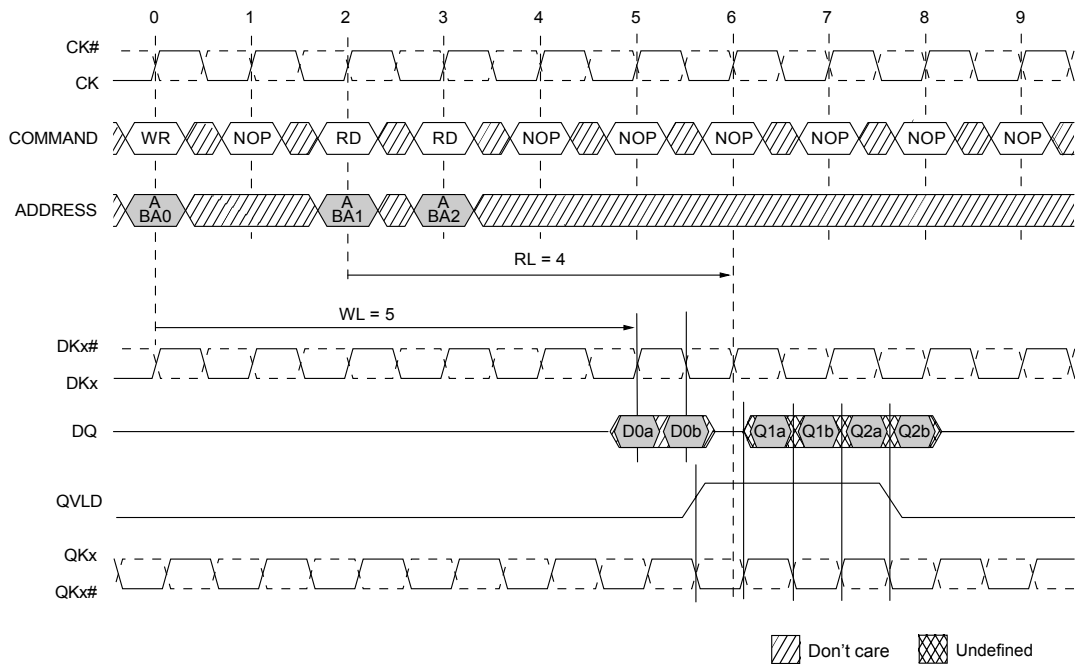 0 1 2 3 4 5 6 7 8 9
CK#
CK
COMMAND WR NOP RD RD NOP NOP NOP NOP NOP NOP
ADDRESS A BA0 A BA1 A BA2
RL = 4
WL = 5
DKx#
DKx
DQ D0a D0b Q1a Q1b Q2a Q2b
QVLD
QKx
QKx#
Don't care Undefined